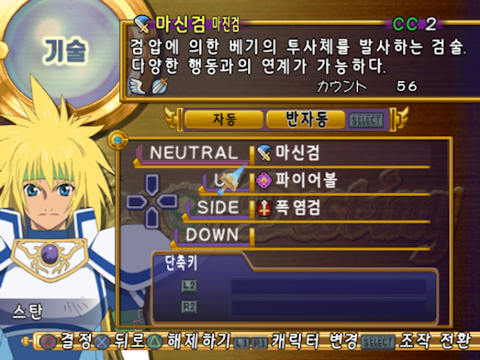 기술
마신검 마진검 CC 2
검압에 의한 베기의 투사체를 발사하는 검술.
다양한 행동과의 연계가 가능하다.
カウント 56
자동 반자동 SELECT
NEUTRAL 마신검
파이어볼
SIDE 폭염검
DOWN
단축키
L2
R2
스탄
결정 뒤로 해제하기 L1 R1 캐릭터 변경 SELECT 조작 전환